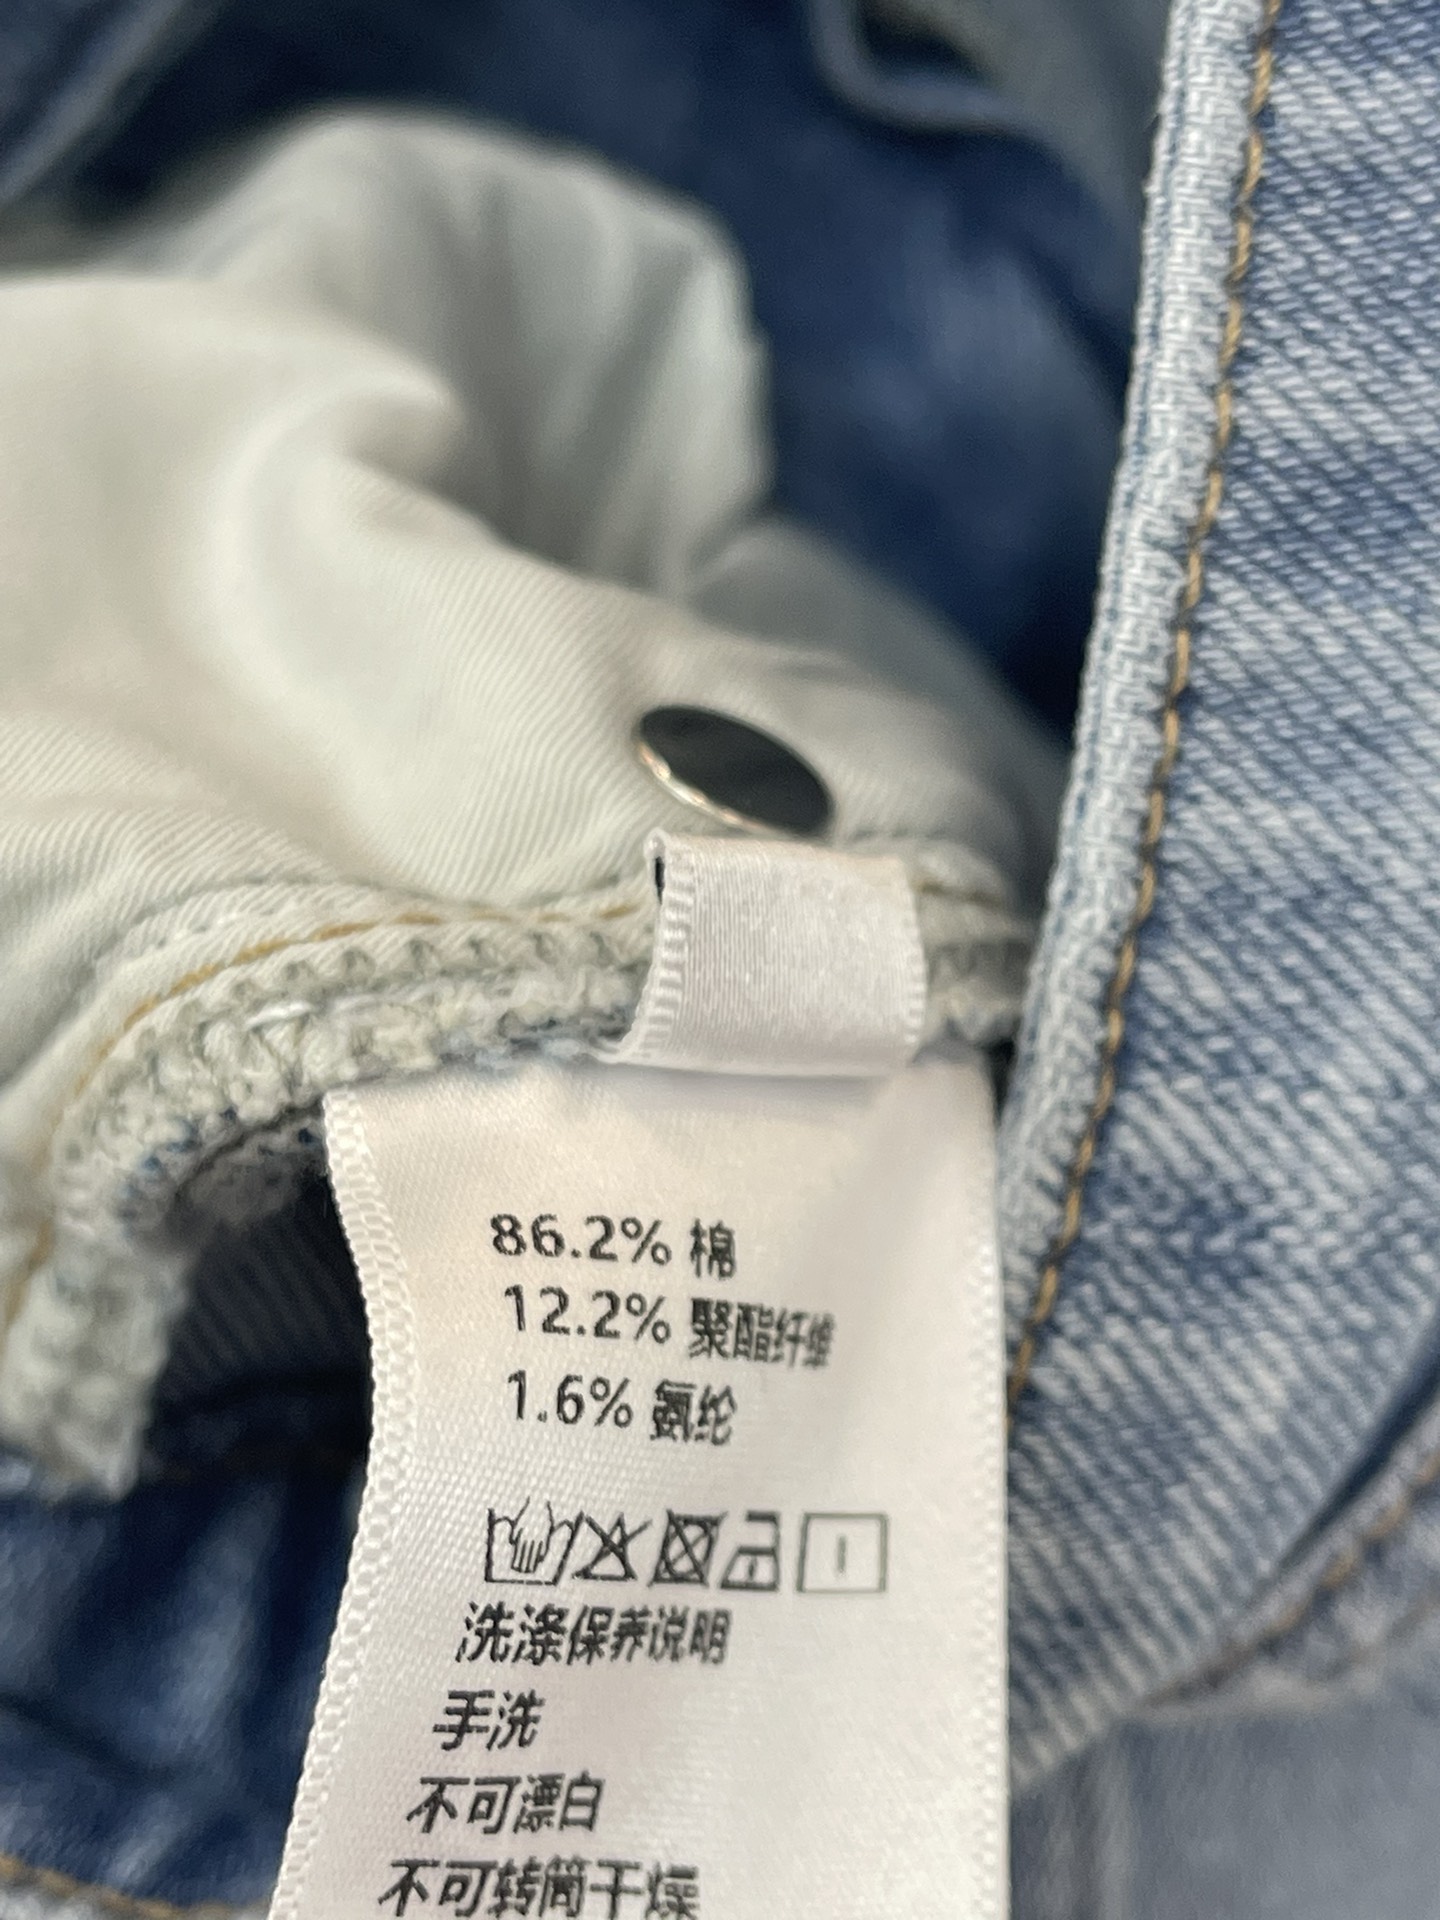 86.2% 棉
12.2% 聚酯纤维
1.6% 氨纶
洗涤保养说明
手洗
不可漂白
不可转筒干燥